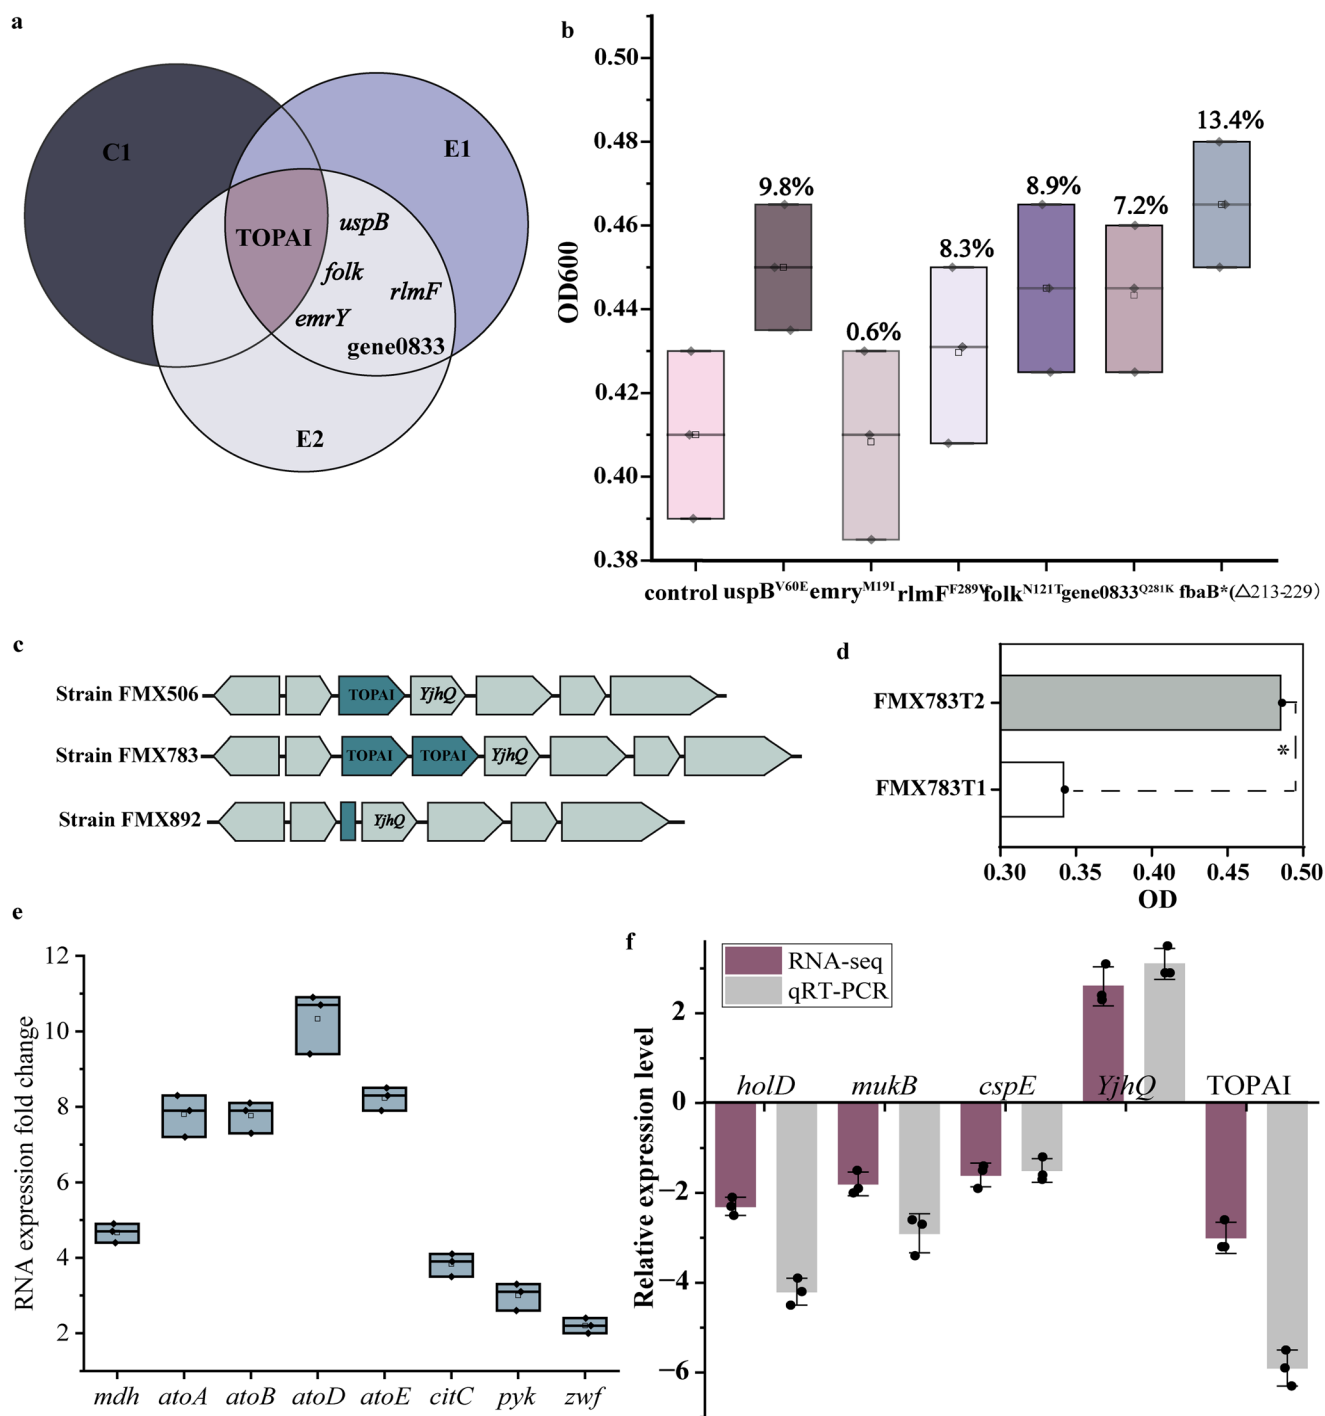 a
C1
E1
TOPAI
uspB
folk
rlmF
emrY
gene0833
E2
b
OD600
0.50
0.48
0.46
0.44
0.42
0.40
0.38
9.8%
0.6%
8.3%
8.9%
7.2%
13.4%
control
uspBV60E
emryM19I
rlmFF289V
folkN121T
gene0833Q281K
fbaB*(△213-229)
c
Strain FMX506
TOPAI
YjhQ
Strain FMX783
TOPAI
TOPAI
YjhQ
Strain FMX892
YjhQ
d
FMX783T2
FMX783T1
*
0.30
0.35
0.40
0.45
0.50
OD
e
RNA expression fold change
12
10
8
6
4
2
mdh
atoA
atoB
atoD
atoE
citC
pyk
zwf
f
RNA-seq
qRT-PCR
Relative expression level
2
0
−2
−4
−6
holD
mukB
cspE
YjhQ
TOPAI